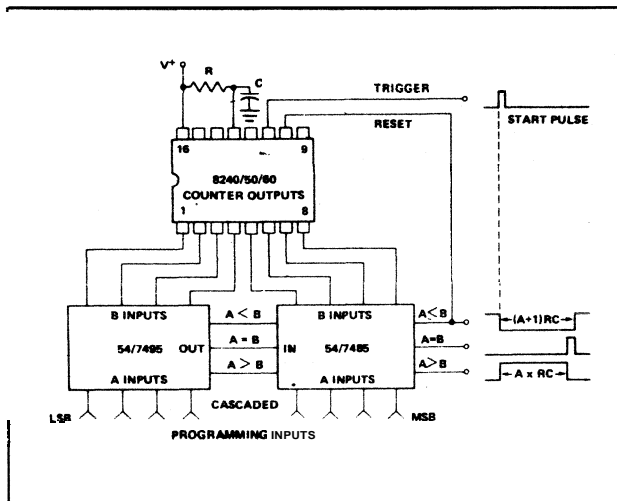 V+
R
C
TRIGGER
RESET
START PULSE
16
9
8240/50/60
COUNTER OUTPUTS
1
8
B INPUTS
A < B
B INPUTS
A<B
(A+1)RC
54/7495
OUT
A = B
IN
54/7485
A=B
A > B
A>B
A INPUTS
A INPUTS
A x RC
LSB
CASCADED
MSB
PROGRAMMING INPUTS